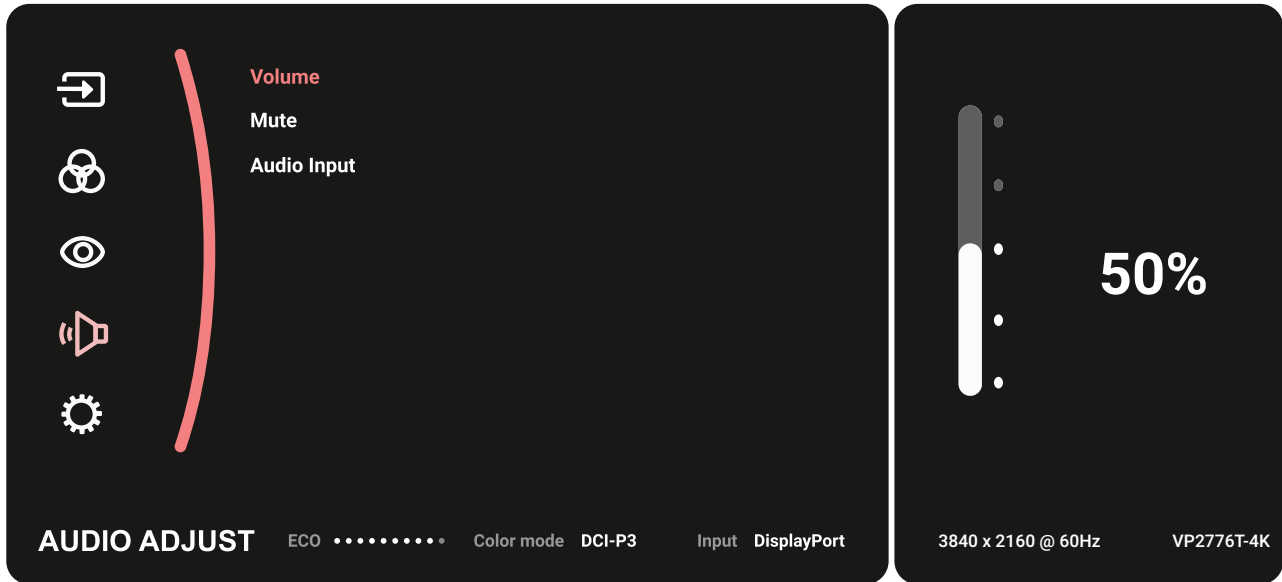 Volume
Mute
Audio Input
50%
AUDIO ADJUST ECO Color mode DCI-P3 Input DisplayPort 3840 x 2160 @ 60Hz VP2776T-4K